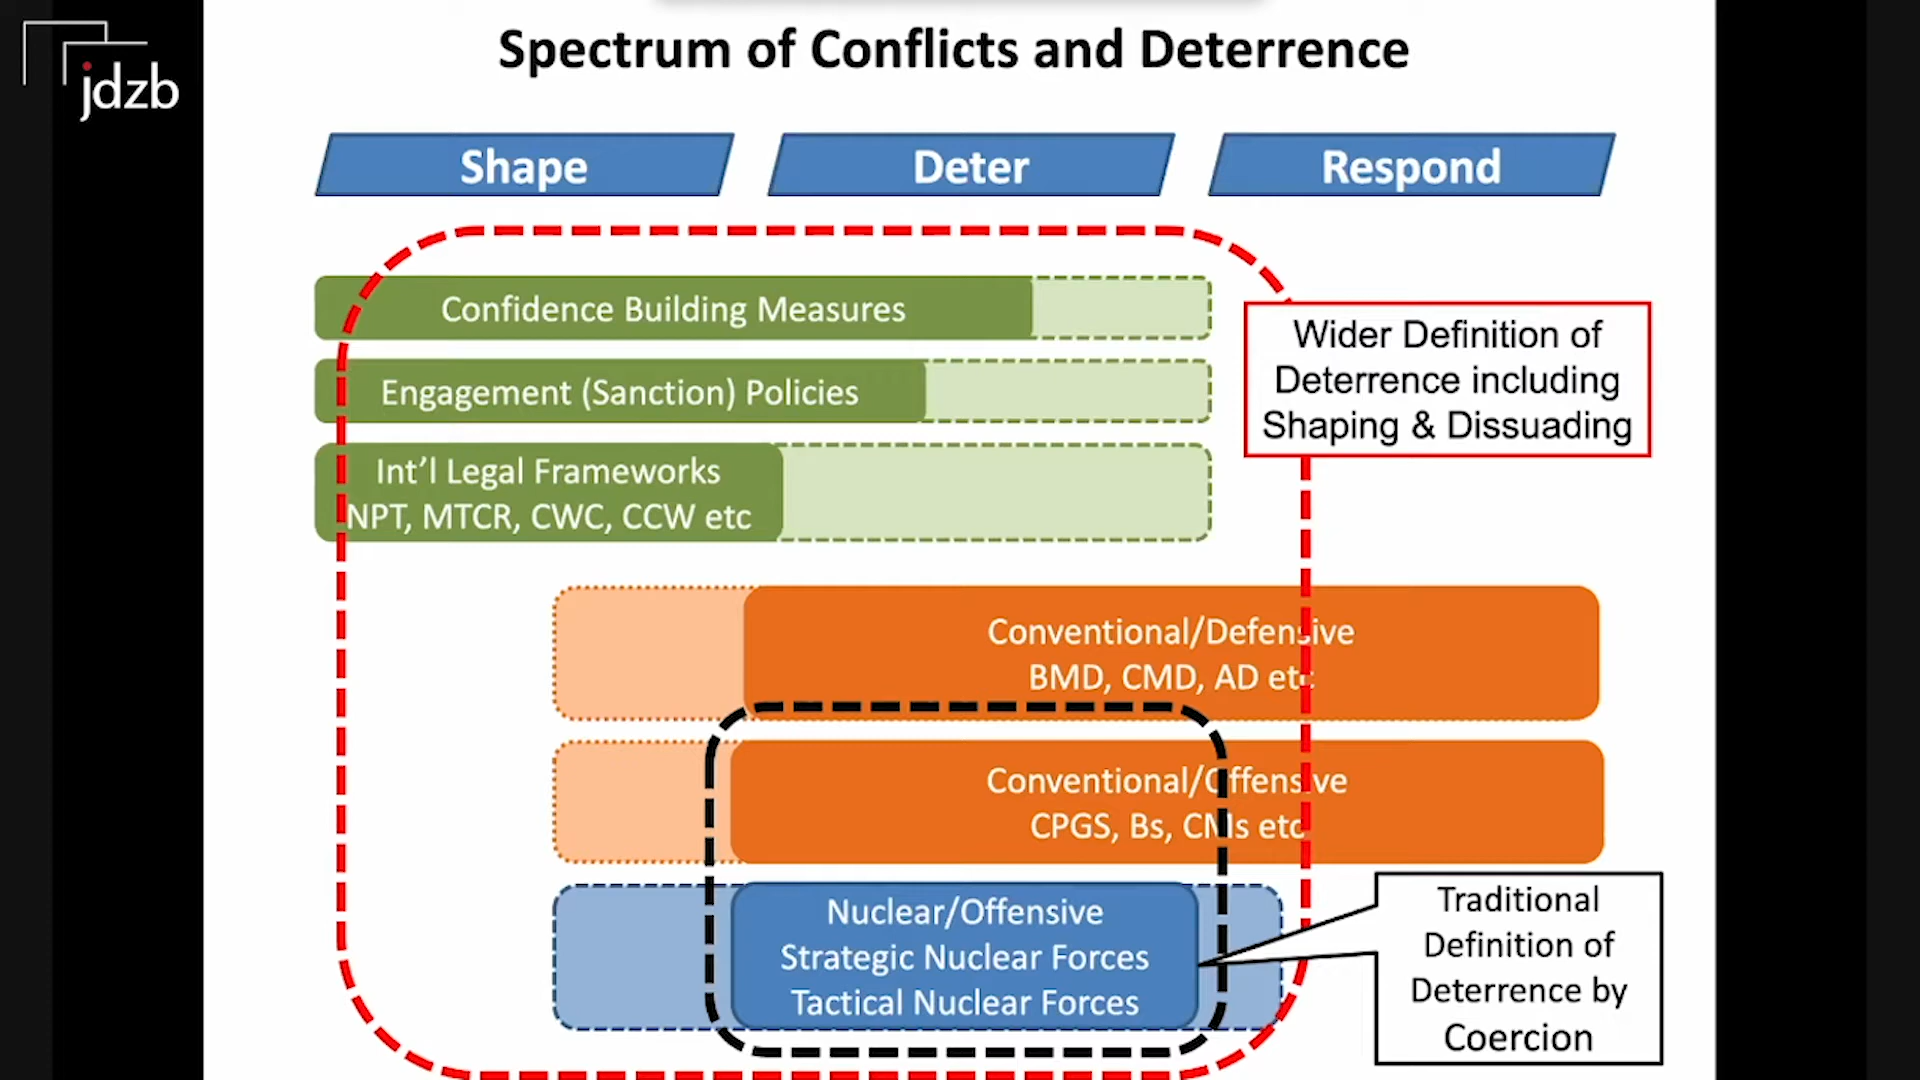 jdzb
Spectrum of Conflicts and Deterrence
Shape
Deter
Respond
Confidence Building Measures
Engagement (Sanction) Policies
Int'l Legal Frameworks
NPT, MTCR, CWC, CCW etc
Wider Definition of
Deterrence including
Shaping & Dissuading
Conventional/Defensive
BMD, CMD, AD etc
Conventional/Offensive
CPGS, Bs, CMs etc
Nuclear/Offensive
Strategic Nuclear Forces
Tactical Nuclear Forces
Traditional
Definition of
Deterrence by
Coercion